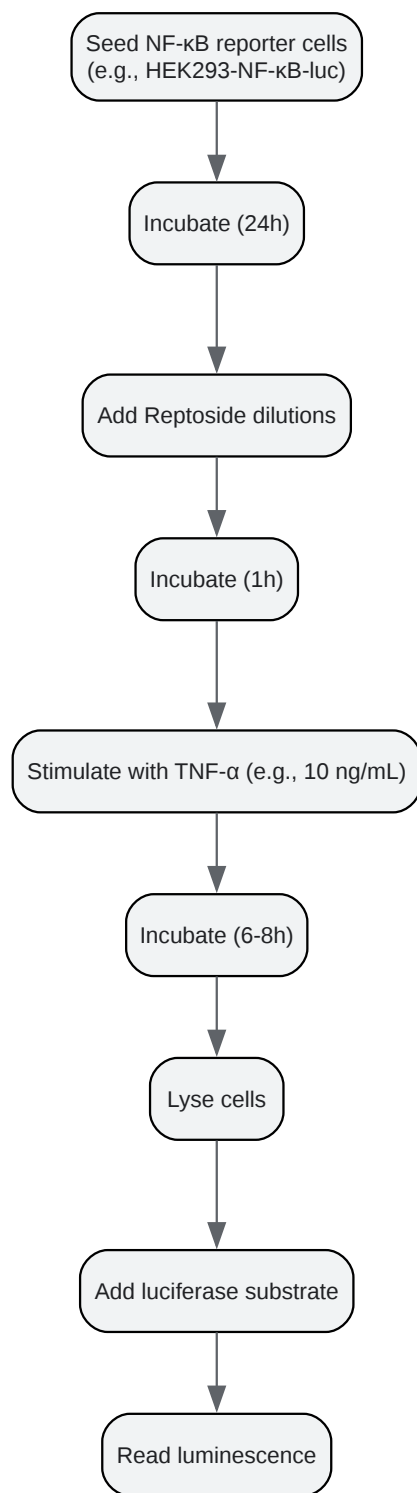 Seed NF-κB reporter cells
(e.g., HEK293-NF-κB-luc)
Incubate (24h)
Add Reptoside dilutions
Incubate (1h)
Stimulate with TNF-α (e.g., 10 ng/mL)
Incubate (6-8h)
Lyse cells
Add luciferase substrate
Read luminescence